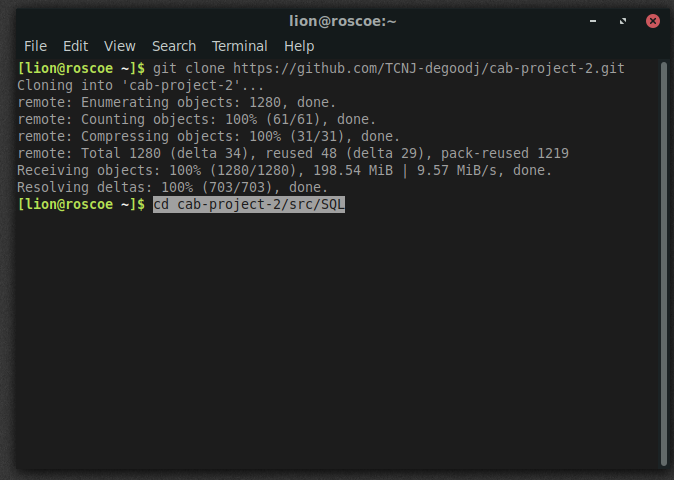 lion@roscoe:~
File Edit View Search Terminal Help
[lion@roscoe ~]$ git clone https://github.com/TCNJ-degoodj/cab-project-2.git
Cloning into 'cab-project-2'...
remote: Enumerating objects: 1280, done.
remote: Counting objects: 100% (61/61), done.
remote: Compressing objects: 100% (31/31), done.
remote: Total 1280 (delta 34), reused 48 (delta 29), pack-reused 1219
Receiving objects: 100% (1280/1280), 198.54 MiB | 9.57 MiB/s, done.
Resolving deltas: 100% (703/703), done.
[lion@roscoe ~]$ cd cab-project-2/src/SQL